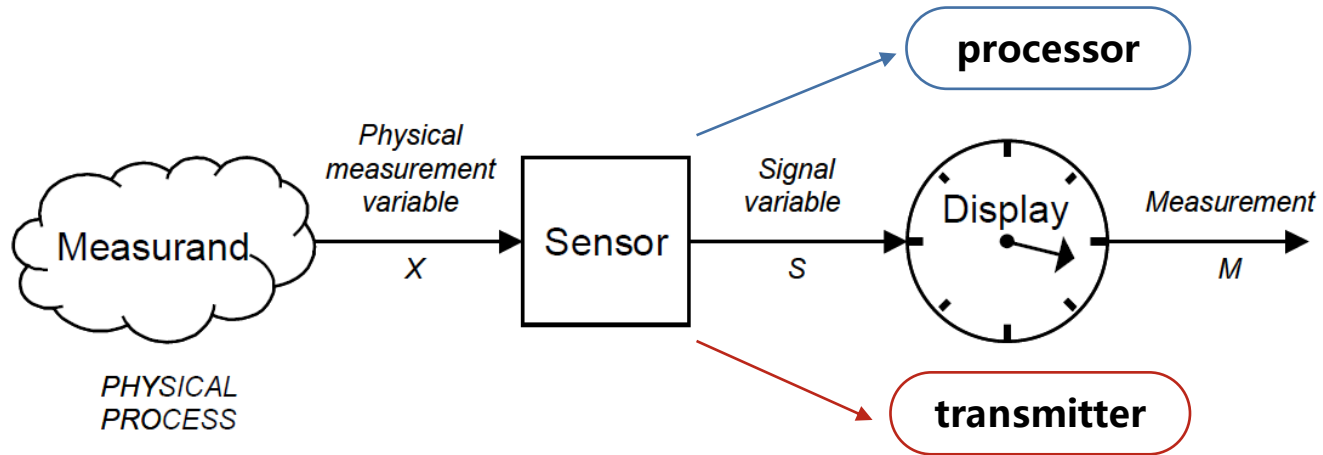 processor
Physical
measurement
variable
Signal
variable
Measurand
Sensor
Display
Measurement
X
S
M
PHYSICAL
PROCESS
transmitter